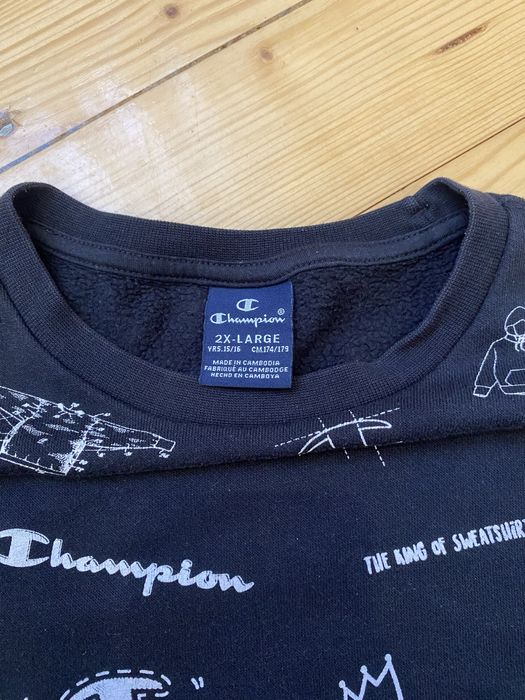 Champion
2X-LARGE
YRS.15/16 CM.174/179
MADE IN CAMBODIA
FABRIQUÉ AU CAMBODGE
HECHO EN CAMBOYA
Champion
THE KING OF SWEATSHIRT